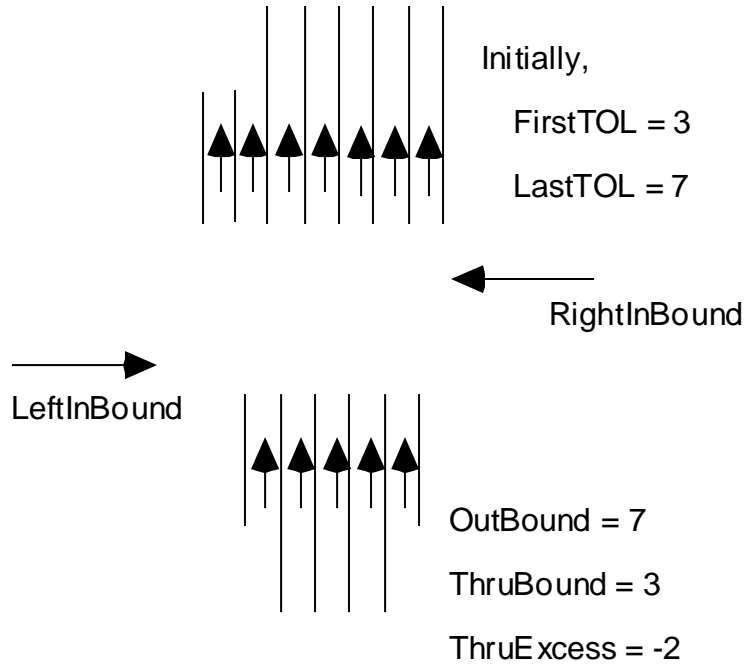 Initially,
FirstTOL = 3
LastTOL = 7
RightInBound
LeftInBound
OutBound = 7
ThruBound = 3
ThruExcess = -2